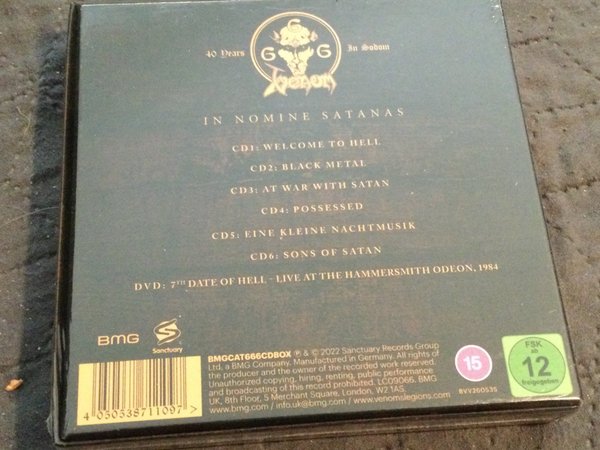 40 Years In Sodom
6 6
Venom
IN NOMINE SATANAS
CD1: WELCOME TO HELL
CD2: BLACK METAL
CD3: AT WAR WITH SATAN
CD4: POSSESSED
CD5: EINE KLEINE NACHTMUSIK
CD6: SONS OF SATAN
DVD: 7TH DATE OF HELL – LIVE AT THE HAMMERSMITH ODEON, 1984
BMG
Sanctuary
BMGCAT666CDBOX ℗ & © 2022 Sanctuary Records Group
Ltd, a BMG Company. Manufactured in Germany. All rights of
the producer and the owner of the recorded work reserved.
Unauthorized copying, hiring, renting, public performance
and broadcasting of this record prohibited. LC09066. BMG
UK, 8th Floor, 5 Merchant Square, London, W2 1AS.
www.bmg.com / info.uk@bmg.com / www.venomslegions.com
4 050538 711097 >
15
BVV360535
FSK
ab
12
freigegeben